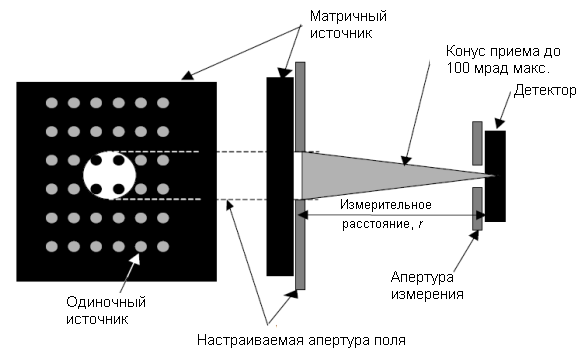 Матричный
источник
Конус приема до
100 мрад макс.
Детектор
Измерительное
расстояние, r
Апертура
измерения
Одиночный
источник
Настраиваемая апертура поля